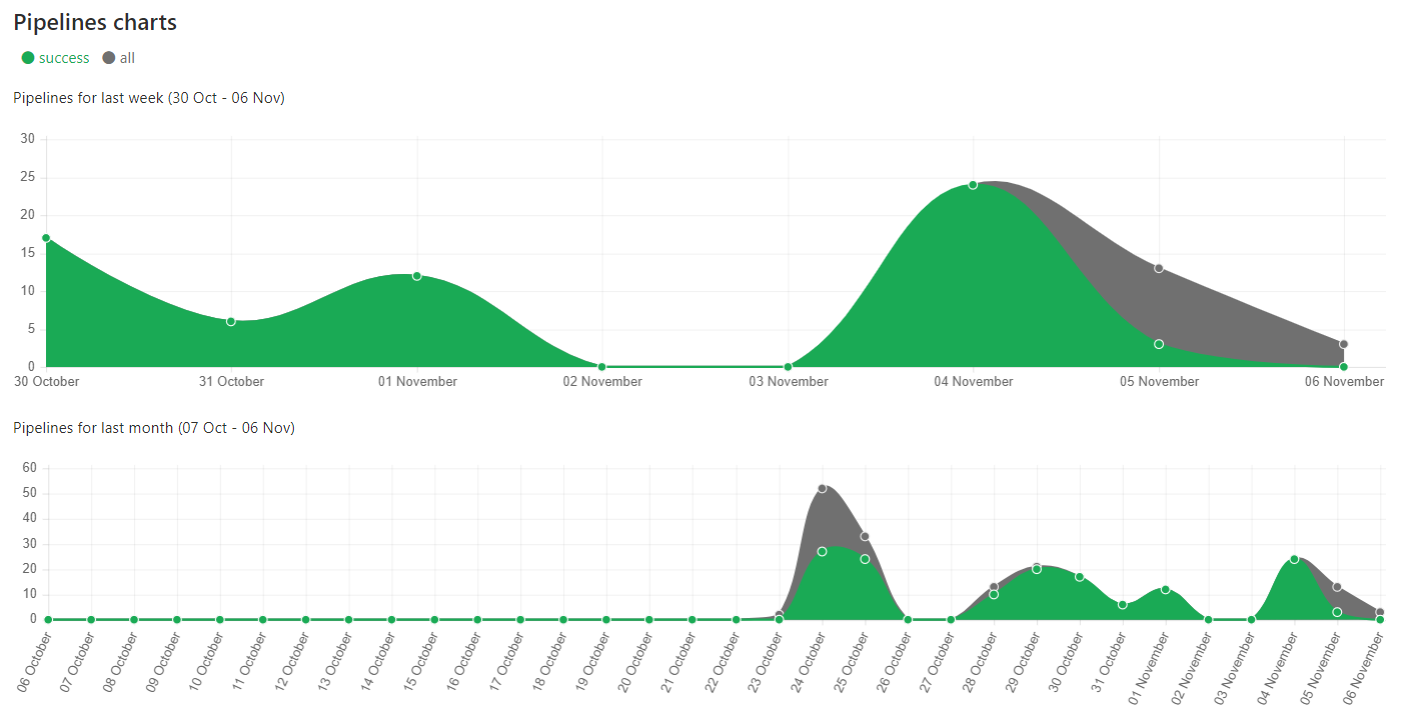 Pipelines charts
success all
Pipelines for last week (30 Oct - 06 Nov)
30
25
20
15
10
5
0
30 October 31 October 01 November 02 November 03 November 04 November 05 November 06 November
Pipelines for last month (07 Oct - 06 Nov)
60
50
40
30
20
10
0
06 October 07 October 08 October 09 October 10 October 11 October 12 October 13 October 14 October 15 October 16 October 17 October 18 October 19 October 20 October 21 October 22 October 23 October 24 October 25 October 26 October 27 October 28 October 29 October 30 October 31 October 01 November 02 November 03 November 04 November 05 November 06 November